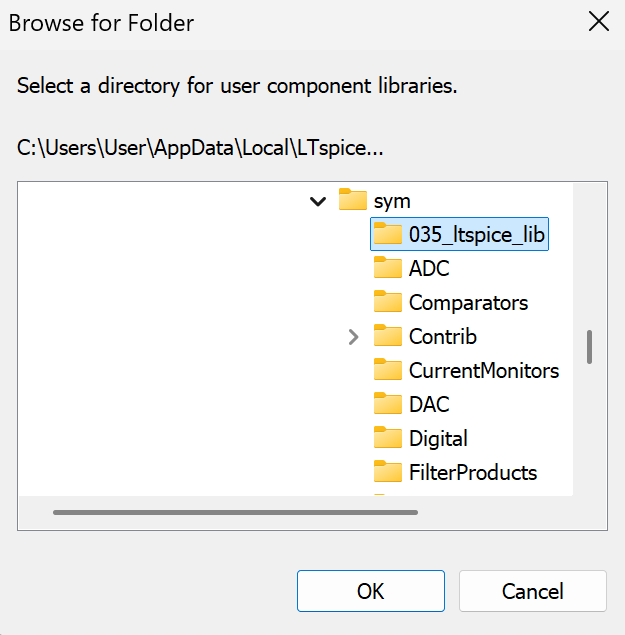 Browse for Folder
Select a directory for user component libraries.
C:\Users\User\AppData\Local\LTspice...
sym
035_ltspice_lib
ADC
Comparators
Contrib
CurrentMonitors
DAC
Digital
FilterProducts
OK
Cancel